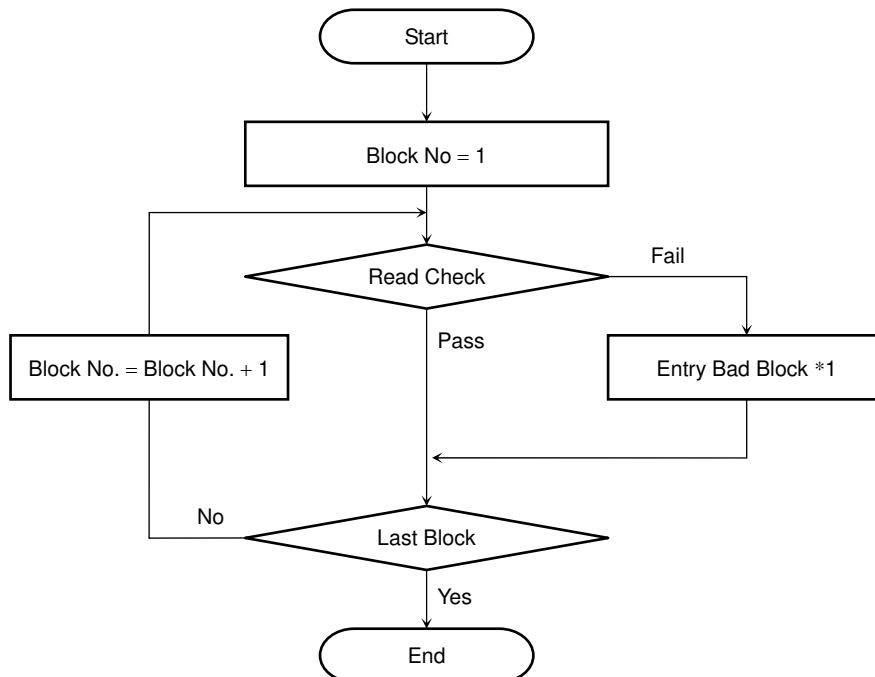 Start
Block No = 1
Read Check
Fail
Pass
Block No. = Block No. + 1
Entry Bad Block *1
No
Last Block
Yes
End